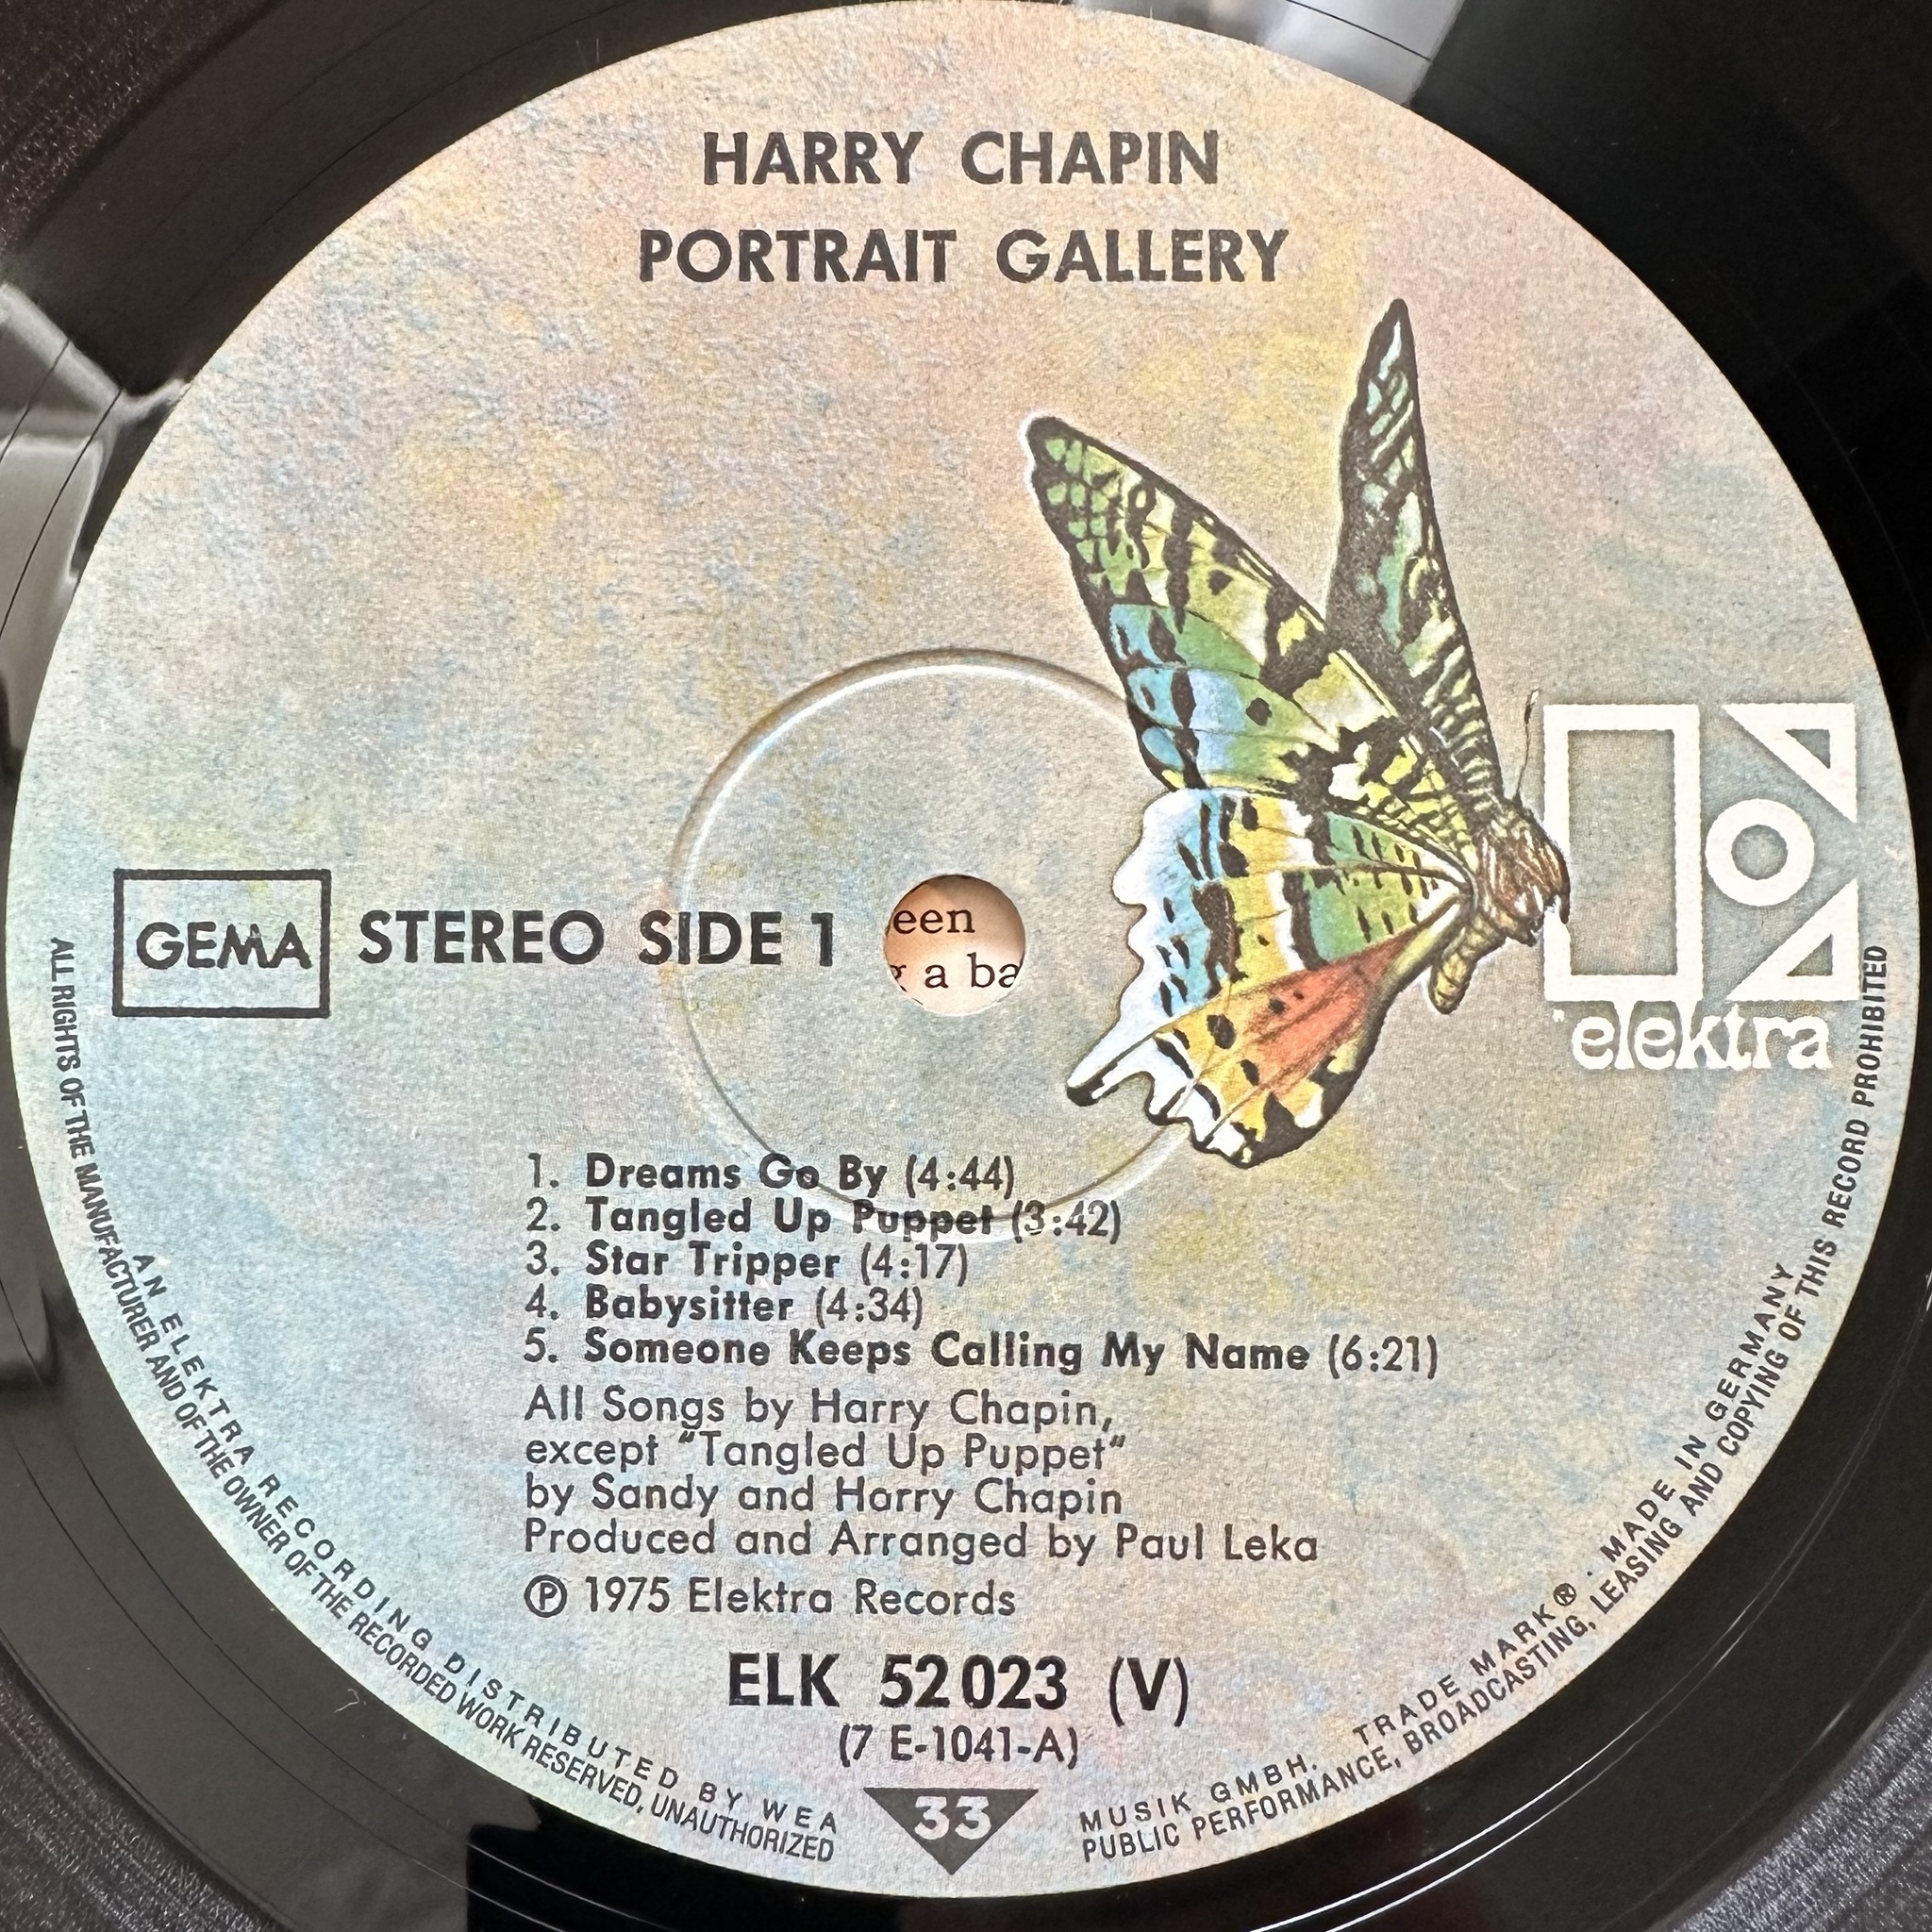 HARRY CHAPIN
PORTRAIT GALLERY
GEMA
STEREO SIDE 1
een
a ba
elektra
1. Dreams Go By (4:44)
2. Tangled Up Puppet (3:42)
3. Star Tripper (4:17)
4. Babysitter (4:34)
5. Someone Keeps Calling My Name (6:21)
All Songs by Harry Chapin,
except “Tangled Up Puppet“
by Sandy and Harry Chapin
Produced and Arranged by Paul Leka
℗ 1975 Elektra Records
ELK 52 023 (V)
(7 E-1041-A)
33
AN ELEKTRA RECORDING DISTRIBUTED BY WEA MUSIK GMBH. TRADE MARK ® . MADE IN GERMANY
ALL RIGHTS OF THE MANUFACTURER AND OF THE OWNER OF THE RECORDED WORK RESERVED, UNAUTHORIZED PUBLIC PERFORMANCE, BROADCASTING, LEASING AND COPYING OF THIS RECORD PROHIBITED